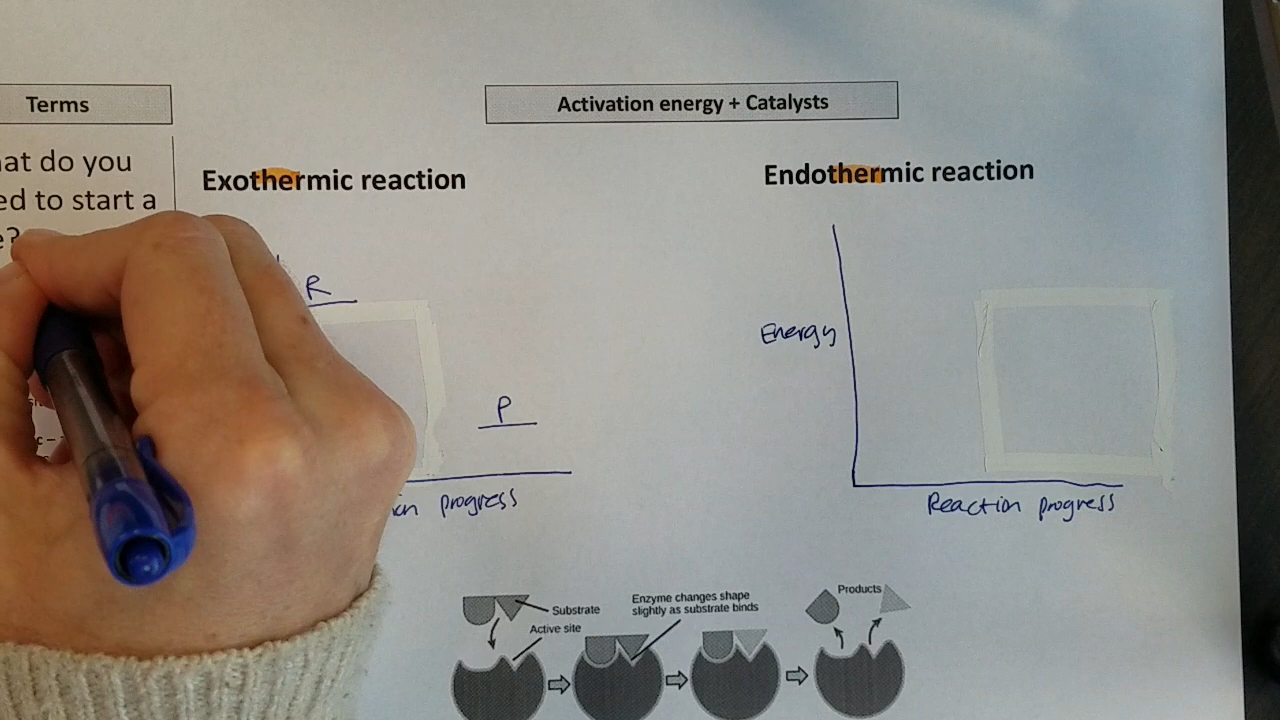 Terms
Activation energy + Catalysts
at do you
ed to start a
e?
Exothermic reaction
Endothermic reaction
R
P
Energy
progress
Reaction progress
Substrate
Active site
Enzyme changes shape
slightly as substrate binds
Products